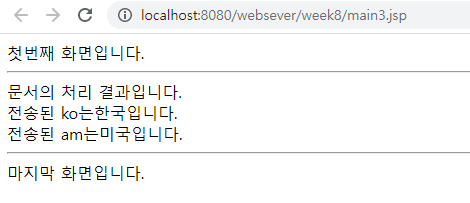 localhost:8080/websever/week8/main3.jsp
첫번째 화면입니다.
문서의 처리 결과입니다.
전송된 ko는한국입니다.
전송된 am는미국입니다.
마지막 화면입니다.